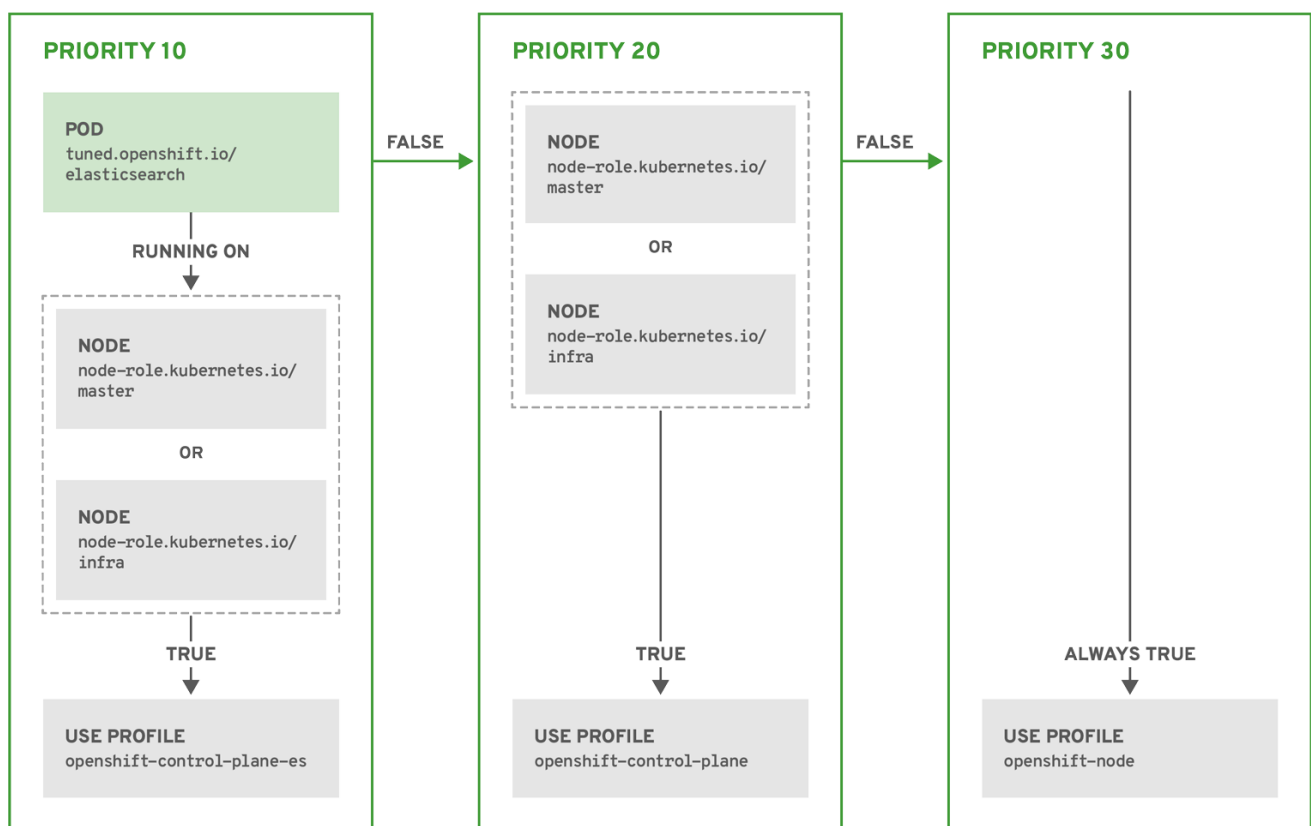 PRIORITY 10
POD
tuned.openshift.io/
elasticsearch
RUNNING ON
NODE
node-role.kubernetes.io/
master
OR
NODE
node-role.kubernetes.io/
infra
TRUE
USE PROFILE
openshift-control-plane-es
FALSE
PRIORITY 20
NODE
node-role.kubernetes.io/
master
OR
NODE
node-role.kubernetes.io/
infra
TRUE
USE PROFILE
openshift-control-plane
FALSE
PRIORITY 30
ALWAYS TRUE
USE PROFILE
openshift-node